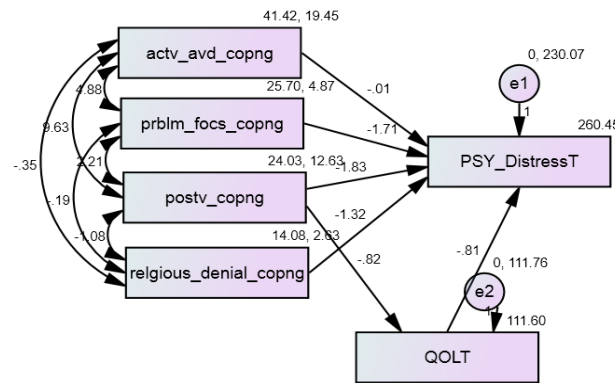 41.42, 19.45
actv_avd_copng
0, 230.07
e1
4.88
25.70, 4.87
-.01
1
9.63
prblm_focs_copng
-1.71
260.45
PSY_DistressT
-.35
2.21
24.03, 12.63
-1.83
-.19
postv_copng
-1.32
-1.08
14.08, 2.63
-.82
-.81
relgious_denial_copng
0, 111.76
e2
1
111.60
QOLT